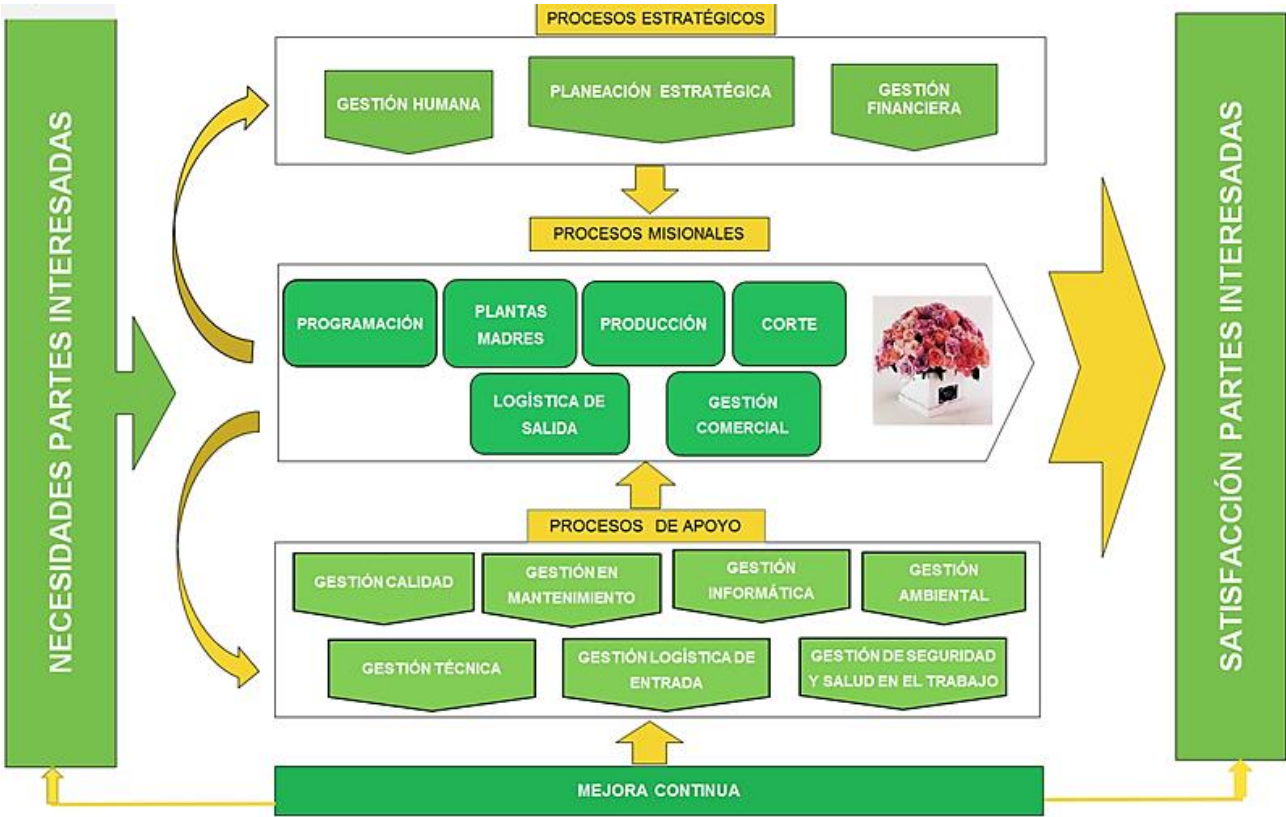 PROCESOS ESTRATÉGICOS
GESTIÓN HUMANA
PLANEACIÓN ESTRATÉGICA
GESTIÓN
FINANCIERA
NECESIDADES PARTES INTERESADAS
PROCESOS MISIONALES
PROGRAMACIÓN
PLANTAS
MADRES
PRODUCCIÓN
CORTE
LOGÍSTICA DE
SALIDA
GESTIÓN
COMERCIAL
SATISFACCIÓN PARTES INTERESADAS
PROCESOS DE APOYO
GESTIÓN CALIDAD
GESTIÓN EN
MANTENIMIENTO
GESTIÓN
INFORMÁTICA
GESTIÓN
AMBIENTAL
GESTIÓN TÉCNICA
GESTIÓN LOGÍSTICA DE
ENTRADA
GESTIÓN DE SEGURIDAD
Y SALUD EN EL TRABAJO
MEJORA CONTINUA